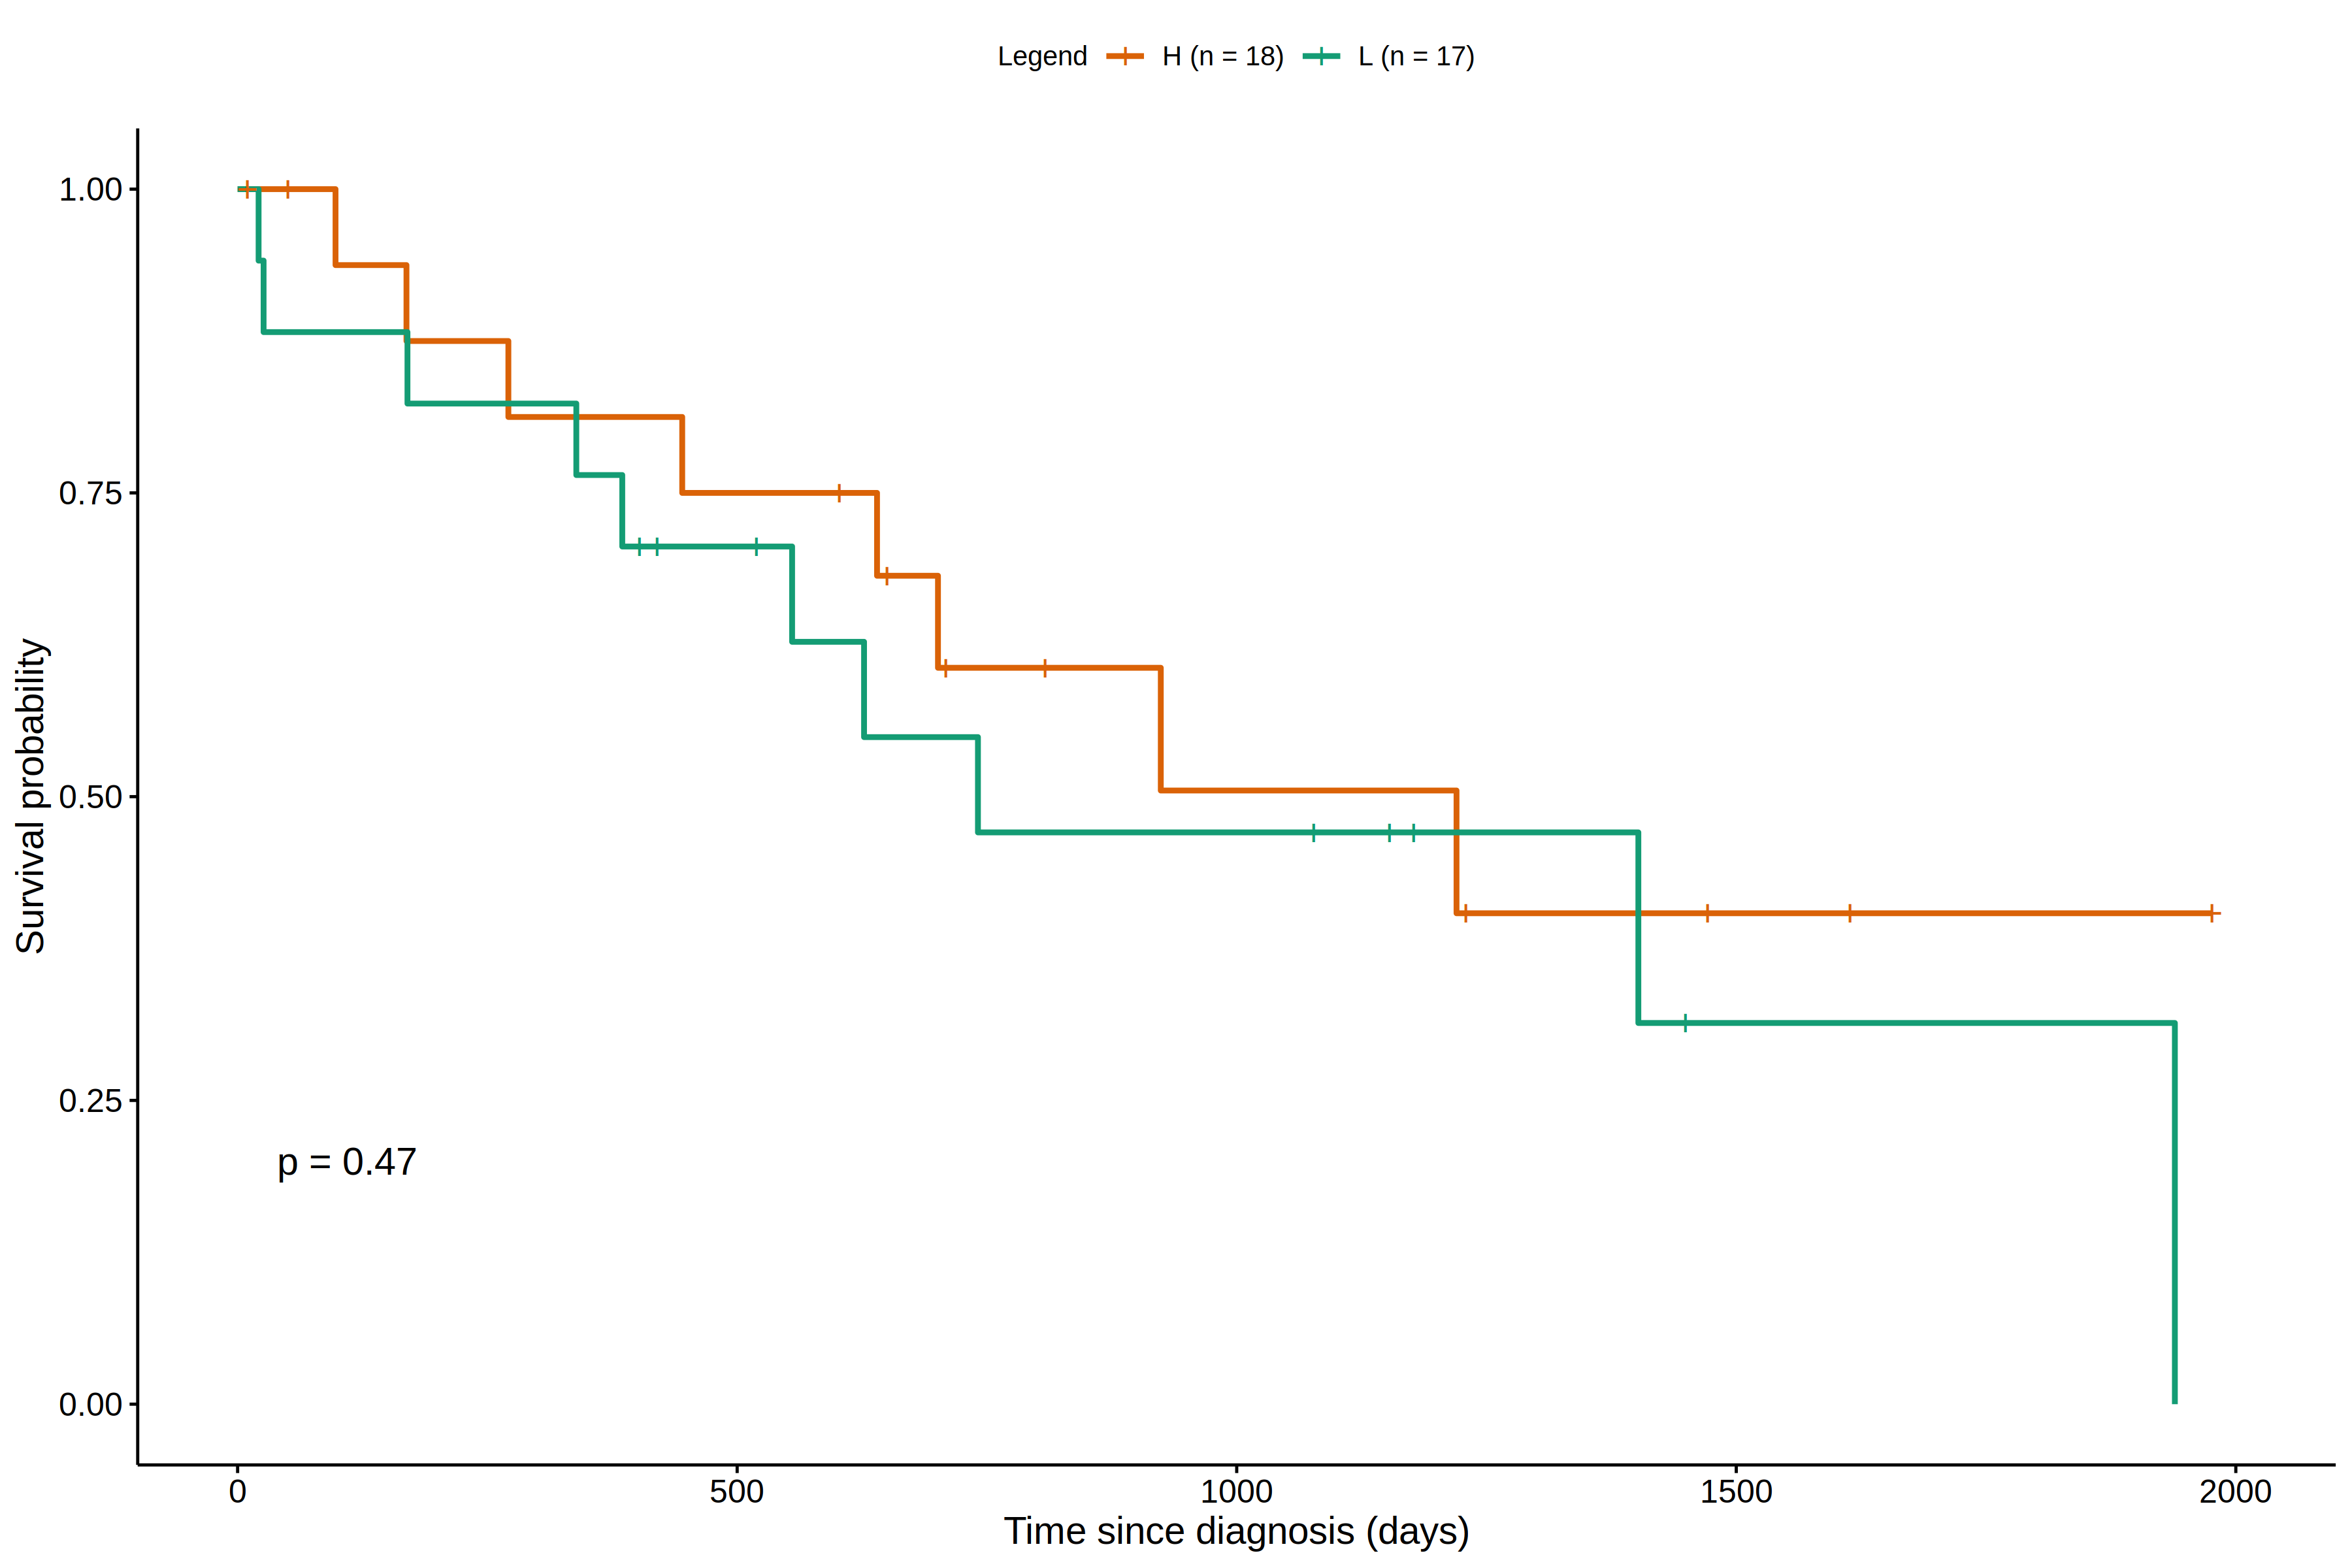 Legend H (n = 18) L (n = 17)
1.00
0.75
0.50
0.25
0.00
Survival probability
p = 0.47
0 500 1000 1500 2000
Time since diagnosis (days)